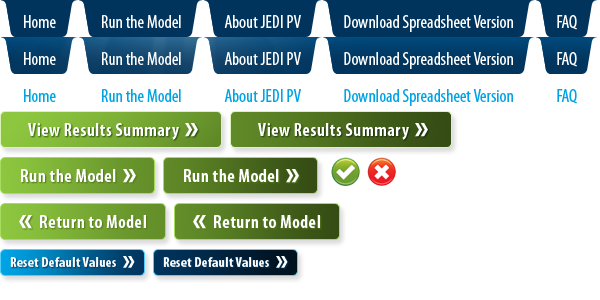 Home Run the Model About JEDI PV Download Spreadsheet Version FAQ
Home Run the Model About JEDI PV Download Spreadsheet Version FAQ
Home Run the Model About JEDI PV Download Spreadsheet Version FAQ
View Results Summary » View Results Summary »
Run the Model » Run the Model »
« Return to Model « Return to Model
Reset Default Values » Reset Default Values »